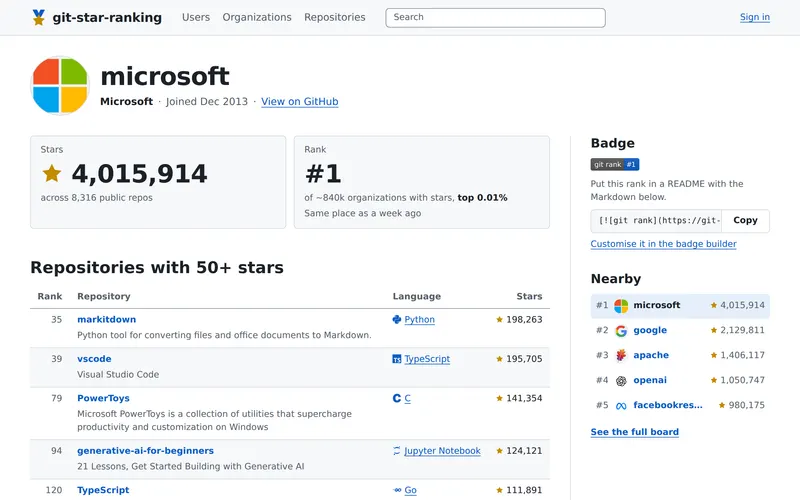 git-star-ranking Users Organizations Repositories Search Sign in
microsoft
Microsoft · Joined Dec 2013 · View on GitHub
Stars
4,015,914
across 8,316 public repos
Rank
#1
of ~840k organizations with stars, top 0.01%
Same place as a week ago
Repositories with 50+ stars
Rank Repository Language Stars
35 markitdown Python 198,263
Python tool for converting files and office documents to Markdown.
39 vscode TS TypeScript 195,705
Visual Studio Code
79 PowerToys C 141,354
Microsoft PowerToys is a collection of utilities that supercharge
productivity and customization on Windows
94 generative-ai-for-beginners Jupyter Notebook 124,121
21 Lessons, Get Started Building with Generative AI
120 TypeScript Go 111,891
Badge
git rank #1
Put this rank in a README with the
Markdown below.
[![git rank](https://git- Copy
Customise it in the badge builder
Nearby
#1 microsoft 4,015,914
#2 google 2,129,811
#3 apache 1,406,117
#4 openai 1,050,747
#5 facebookres... 980,175
See the full board